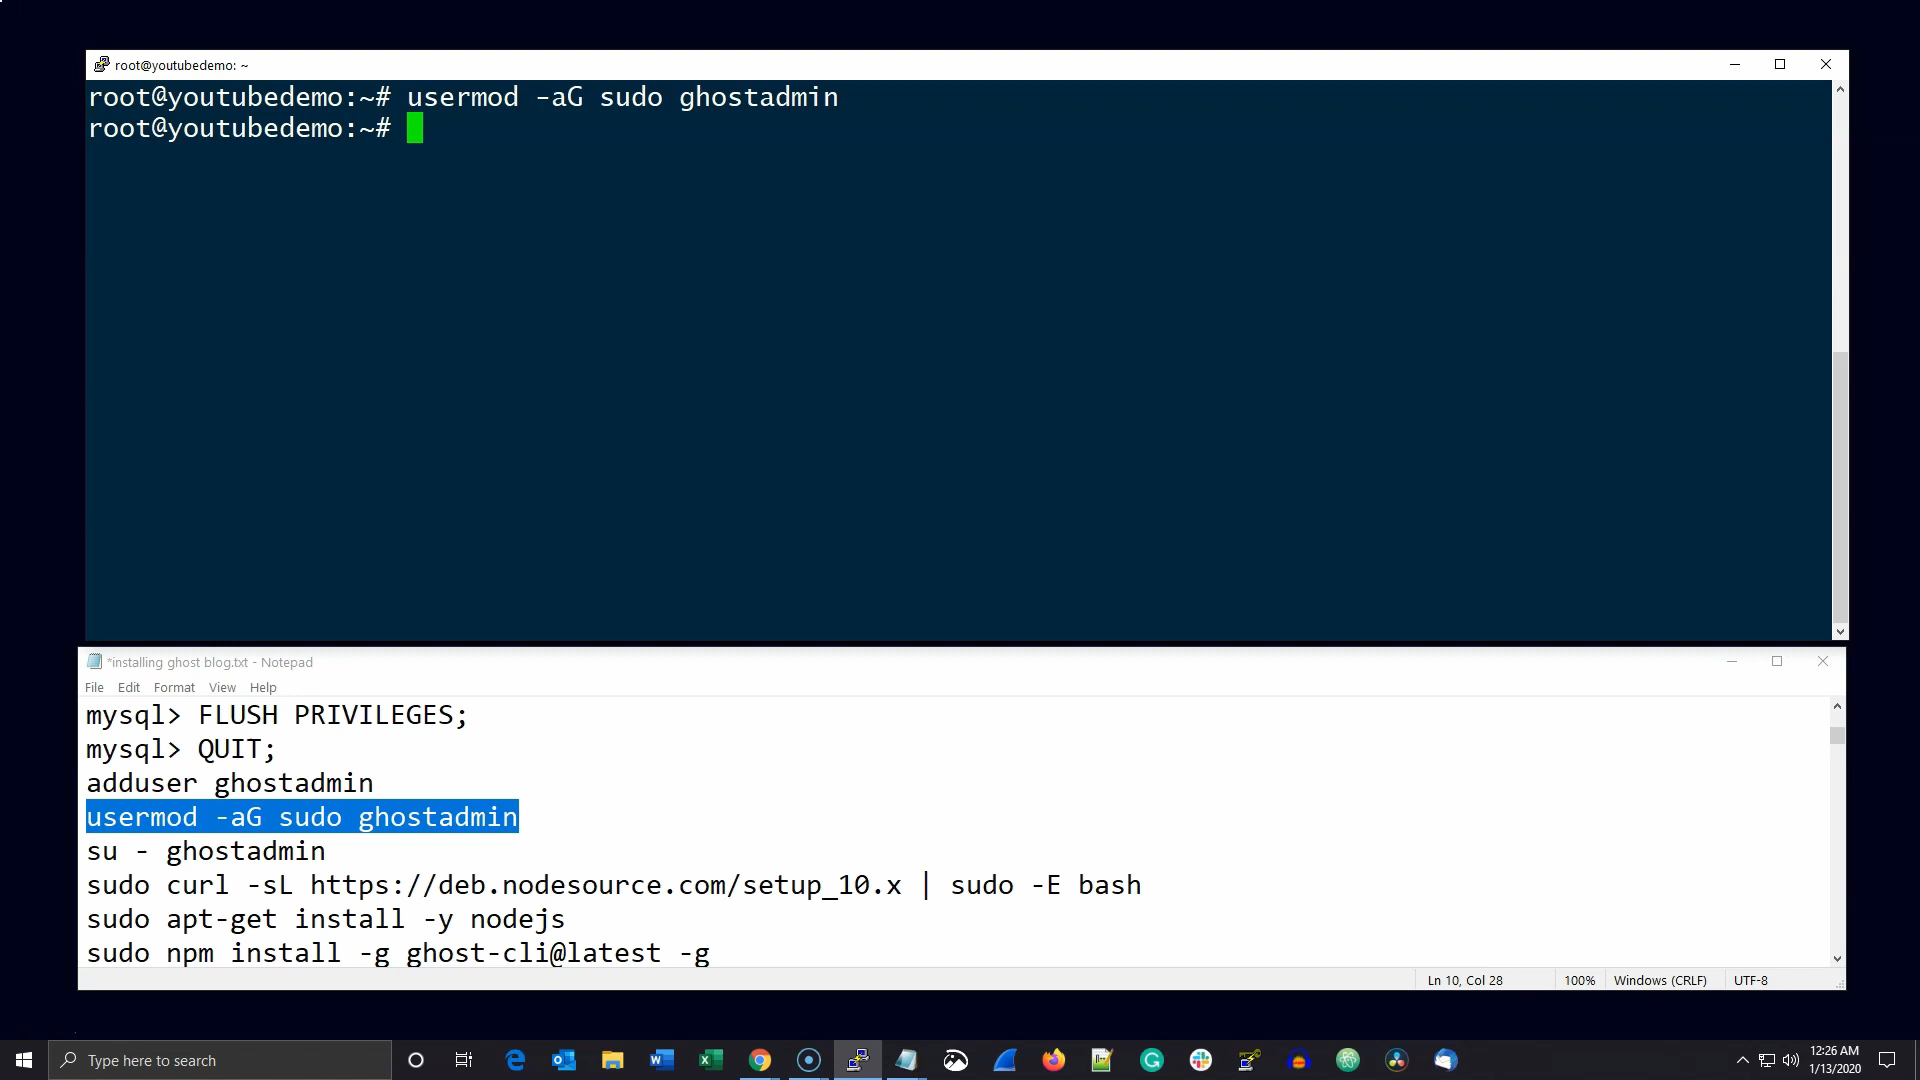 root@youtubedemo: ~
root@youtubedemo:~# usermod -aG sudo ghostadmin
root@youtubedemo:~#
*installing ghost blog.txt - Notepad
File Edit Format View Help
mysql> FLUSH PRIVILEGES;
mysql> QUIT;
adduser ghostadmin
usermod -aG sudo ghostadmin
su - ghostadmin
sudo curl -sL https://deb.nodesource.com/setup_10.x | sudo -E bash
sudo apt-get install -y nodejs
sudo npm install -g ghost-cli@latest -g
Ln 10, Col 28 100% Windows (CRLF) UTF-8
Type here to search
12:26 AM
1/13/2020